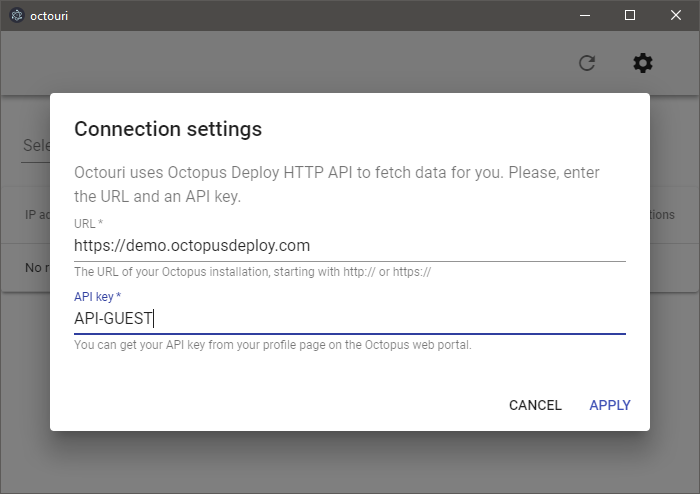 octouri
Connection settings
Octouri uses Octopus Deploy HTTP API to fetch data for you. Please, enter
the URL and an API key.
URL *
https://demo.octopusdeploy.com
The URL of your Octopus installation, starting with http:// or https://
API key *
API-GUEST
You can get your API key from your profile page on the Octopus web portal.
CANCEL APPLY
IP
No